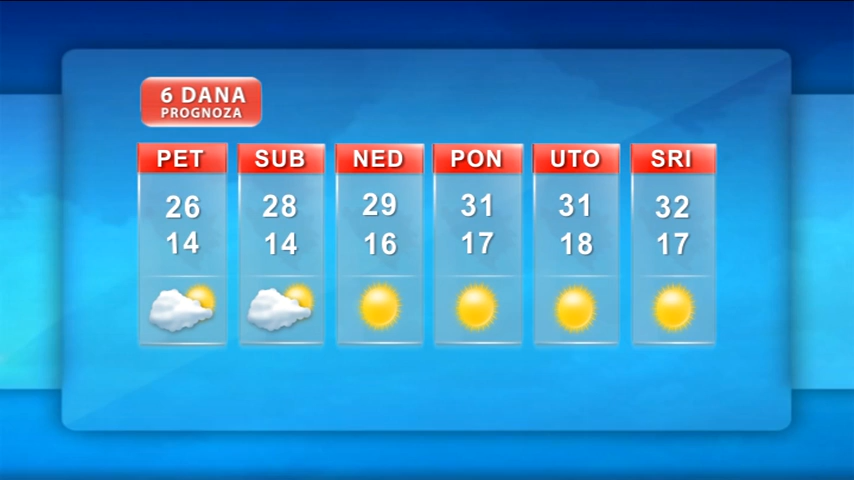 6 DANA
PROGNOZA
PET SUB NED PON UTO SRI
26 28 29 31 31 32
14 14 16 17 18 17